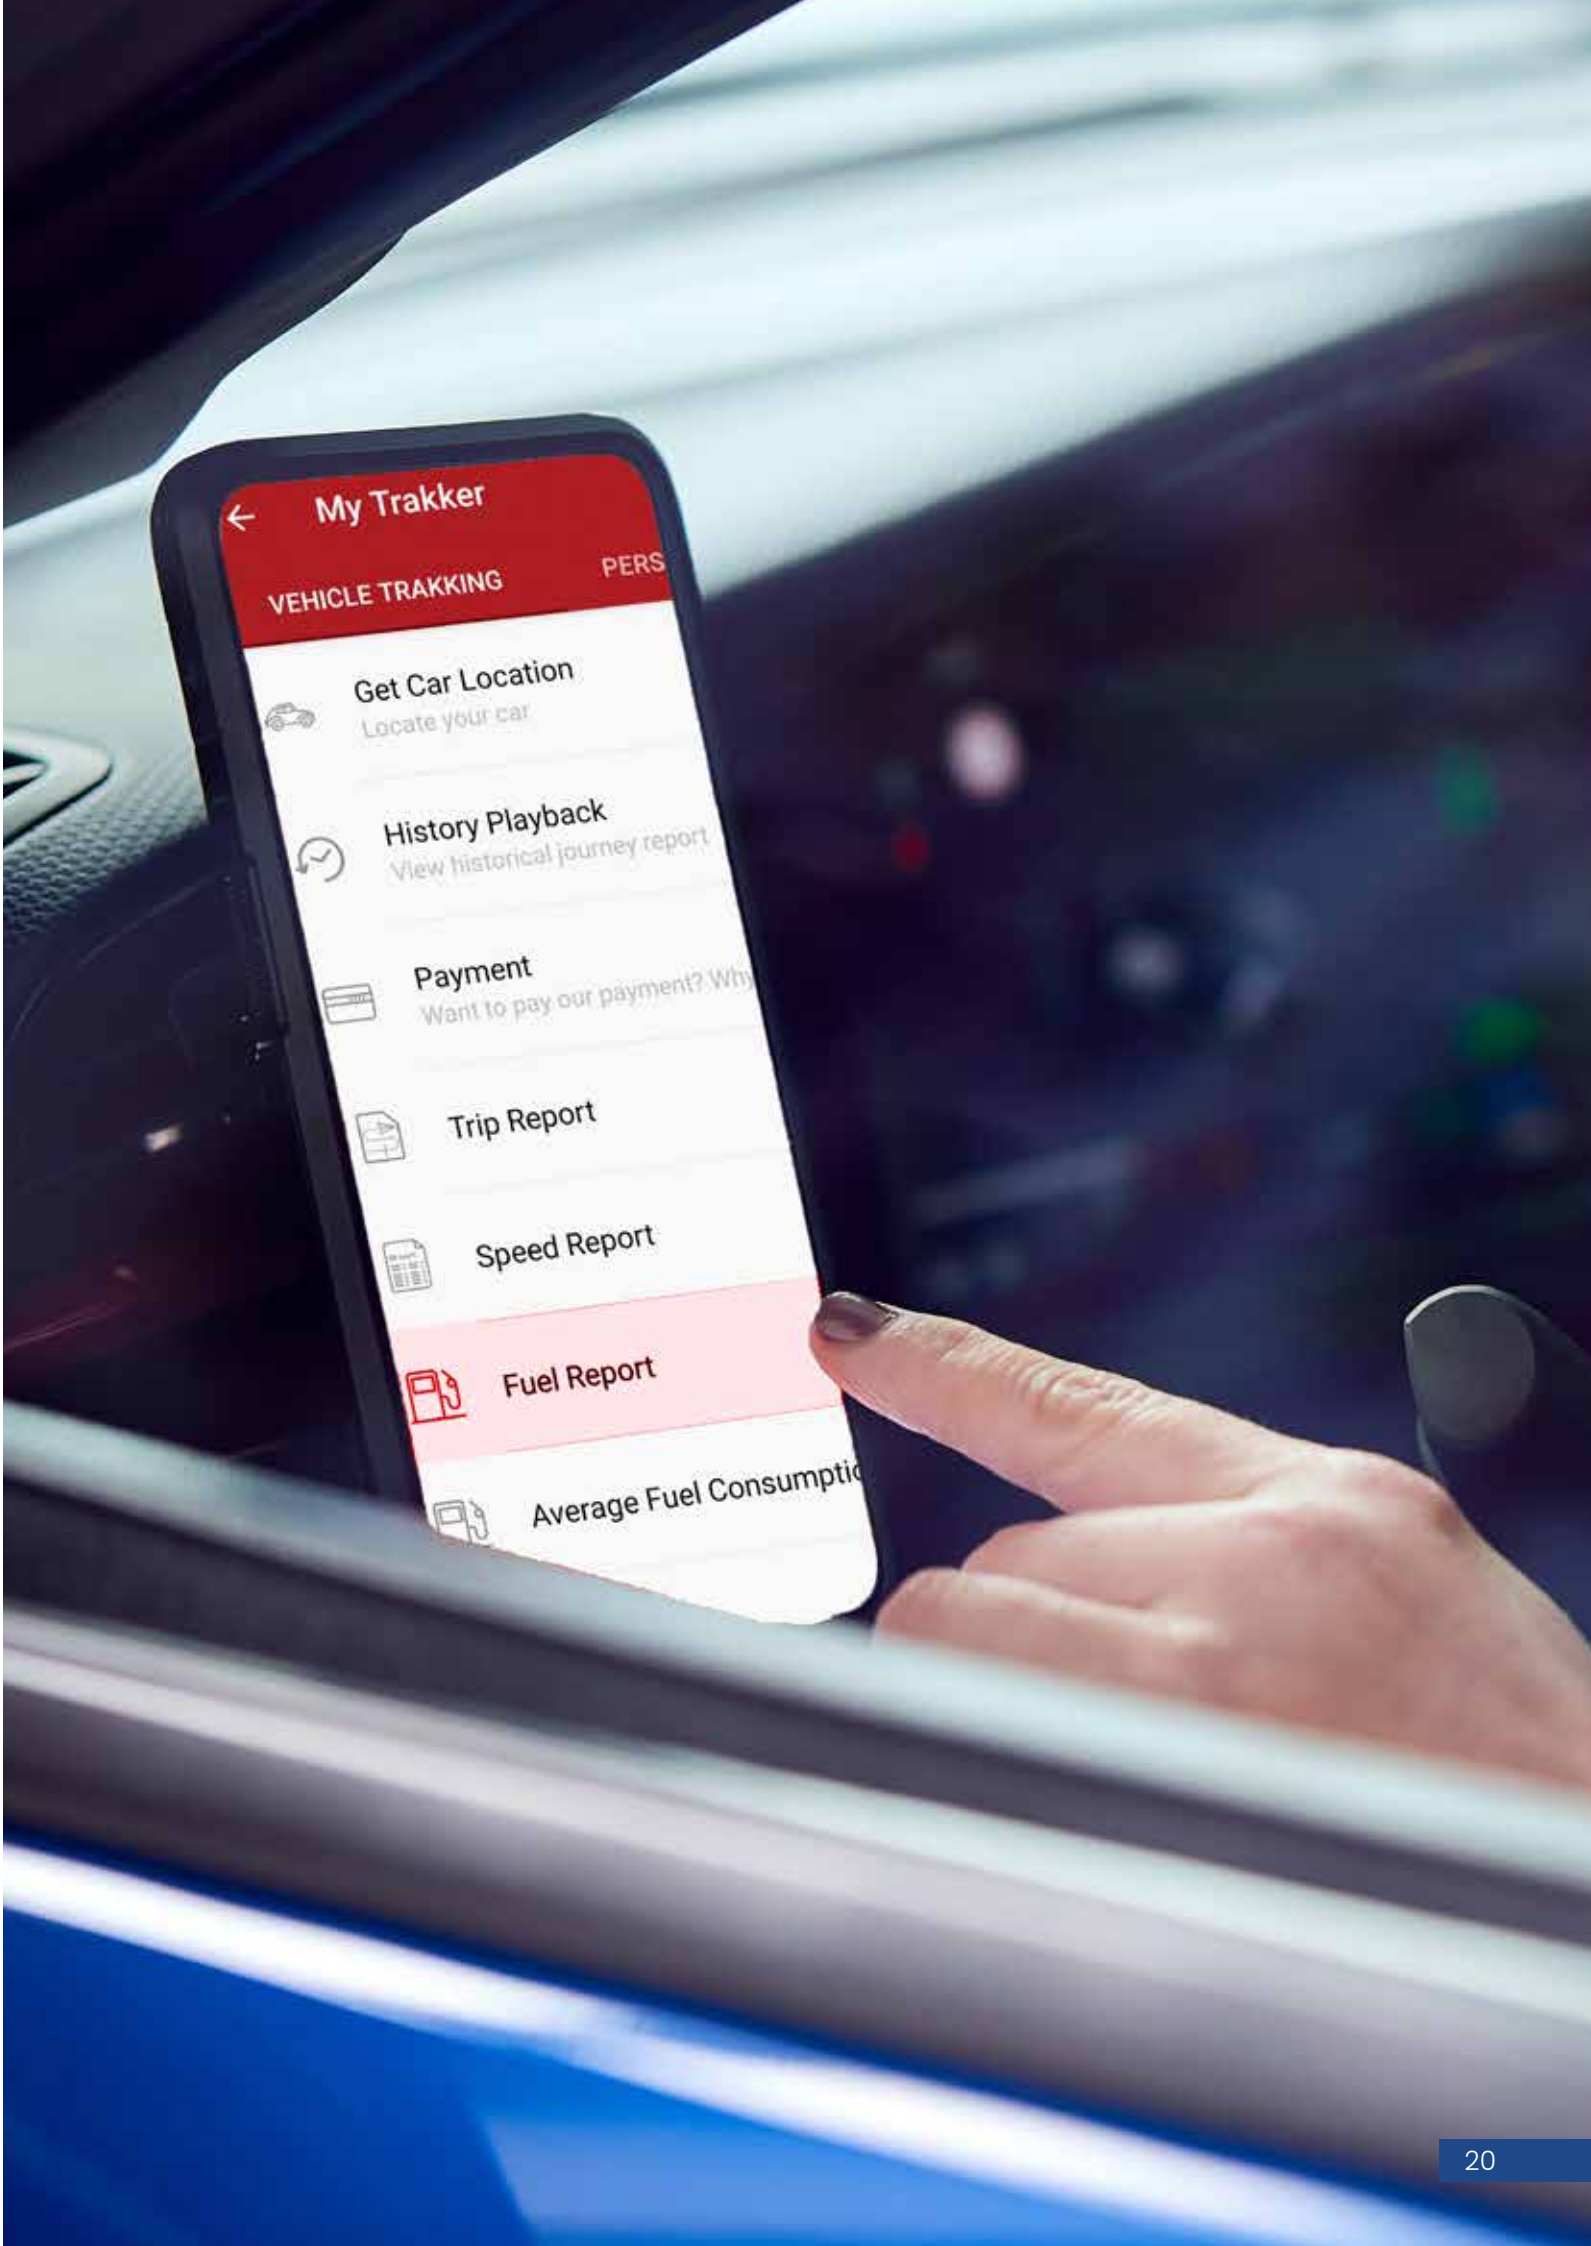 My Trakker
VEHICLE TRAKKING PERS
Get Car Location
Locate your car
History Playback
View historical journey report
Payment
Want to pay our payment? Why
Trip Report
Speed Report
Fuel Report
Average Fuel Consumptio
20